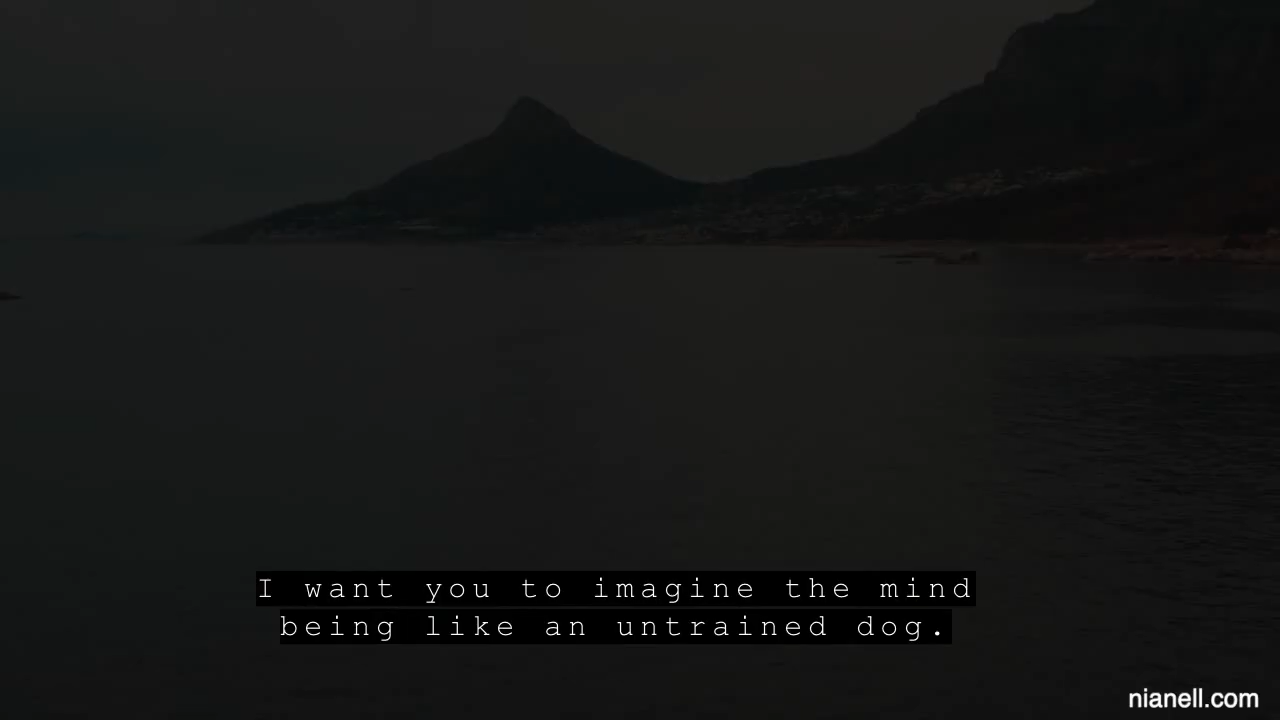 I want you to imagine the mind
being like an untrained dog.
nianell.com